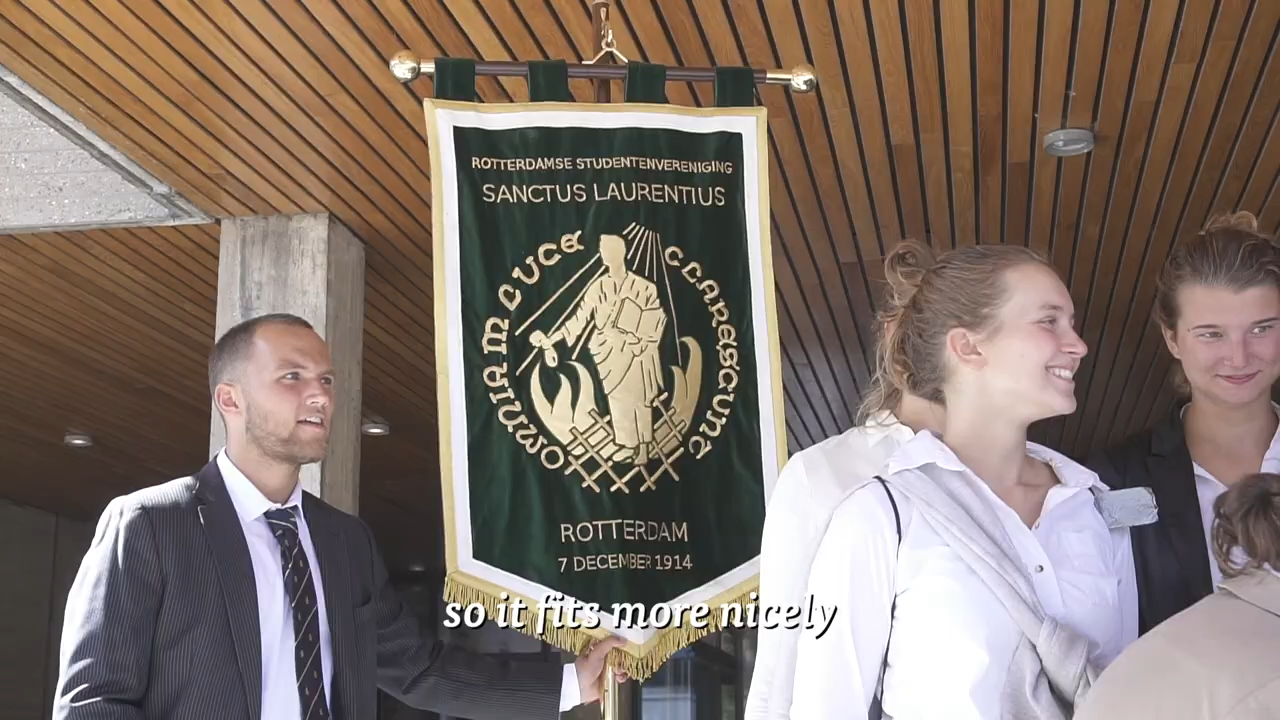 ROTTERDAMSE STUDENTENVERENIGING
SANCTUS LAURENTIUS
OMNIA IN LUCE CLARESCUNT
ROTTERDAM
7 DECEMBER 1914
so it fits more nicely